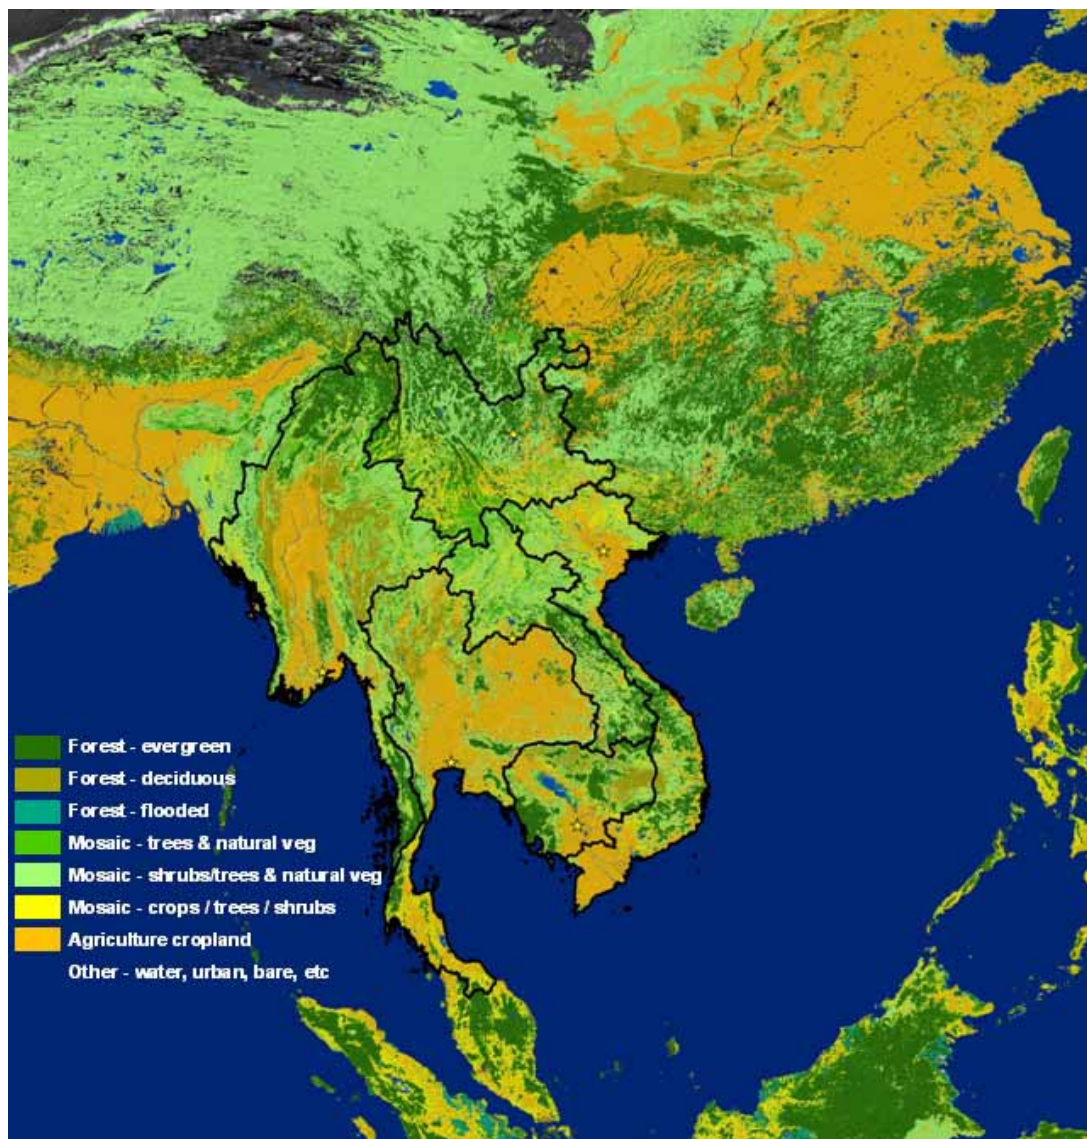 Forest - evergreen
Forest - deciduous
Forest - flooded
Mosaic - trees & natural veg
Mosaic - shrubs/trees & natural veg
Mosaic - crops / trees / shrubs
Agriculture cropland
Other - water, urban, bare, etc